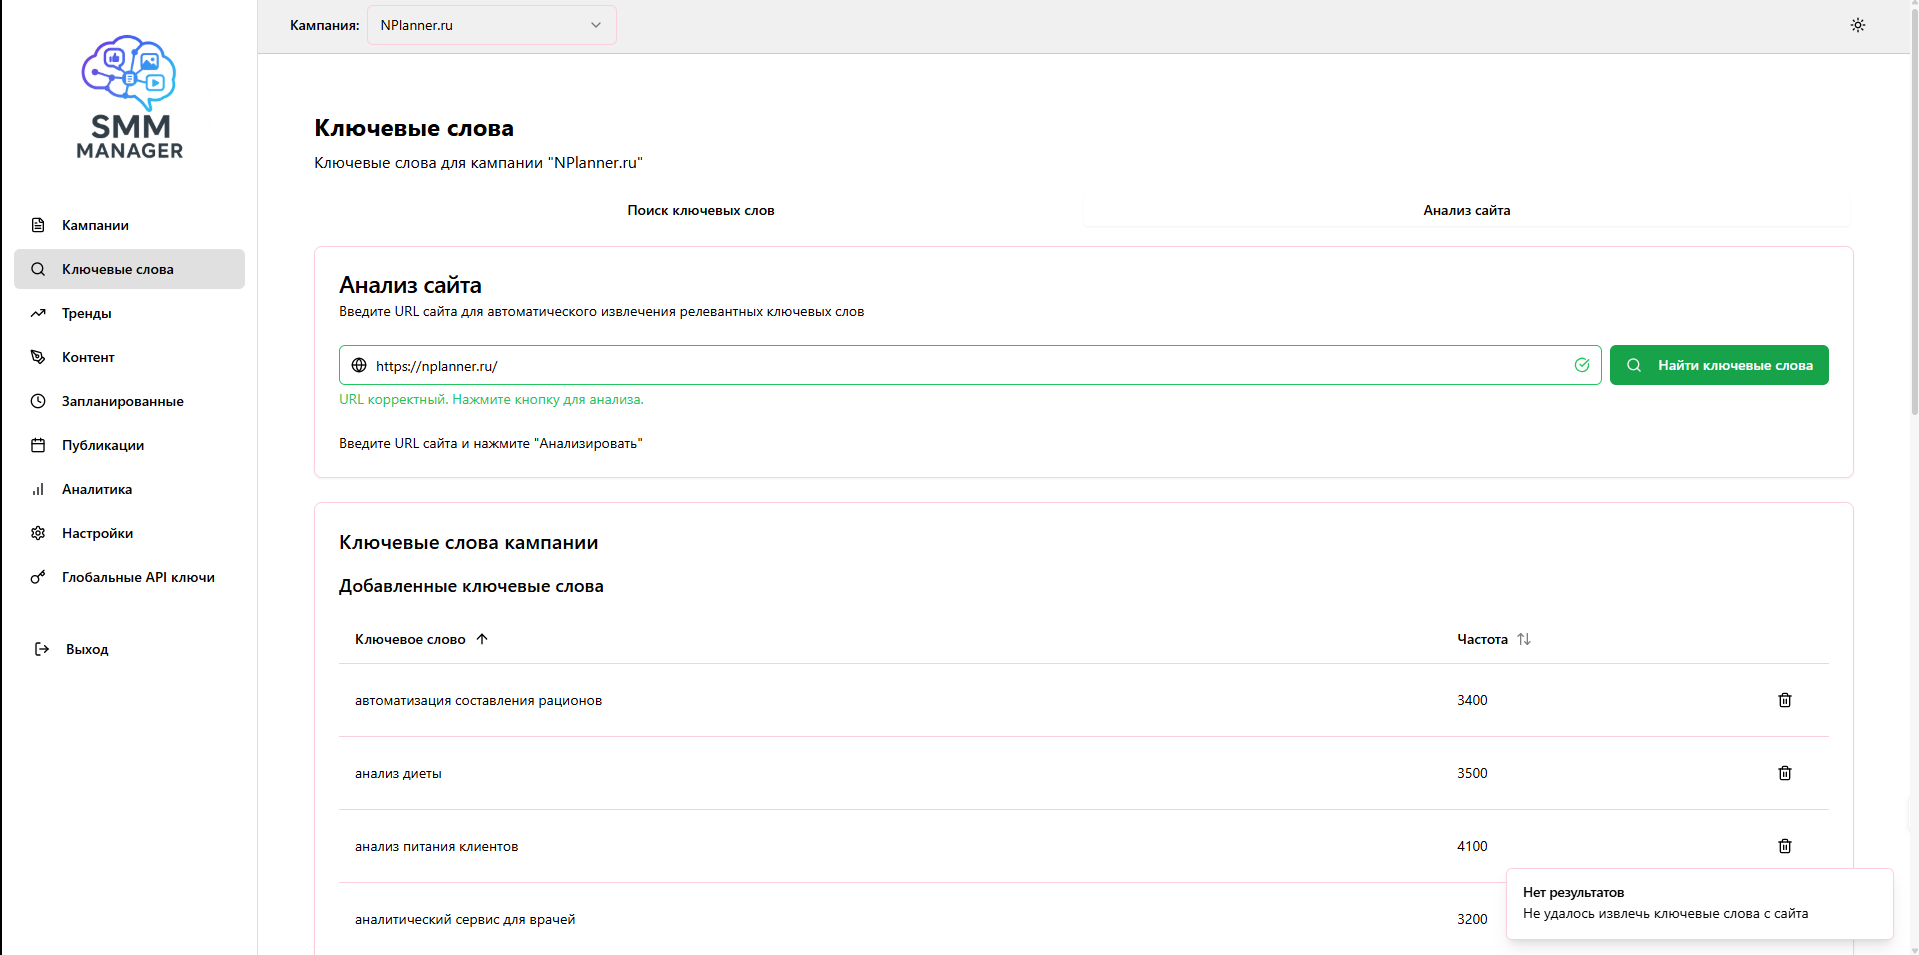 Кампания:
NPlanner.ru
SMM
MANAGER
Кампании
Ключевые слова
Тренды
Контент
Запланированные
Публикации
Аналитика
Настройки
Глобальные API ключи
Выход
Ключевые слова
Ключевые слова для кампании "NPlanner.ru"
Поиск ключевых слов
Анализ сайта
Анализ сайта
Введите URL сайта для автоматического извлечения релевантных ключевых слов
https://nplanner.ru/
Найти ключевые слова
URL корректный. Нажмите кнопку для анализа.
Введите URL сайта и нажмите "Анализировать"
Ключевые слова кампании
Добавленные ключевые слова
Ключевое слово Частота
автоматизация составления рационов 3400
анализ диеты 3500
анализ питания клиентов 4100
аналитический сервис для врачей 3200
Нет результатов
Не удалось извлечь ключевые слова с сайта